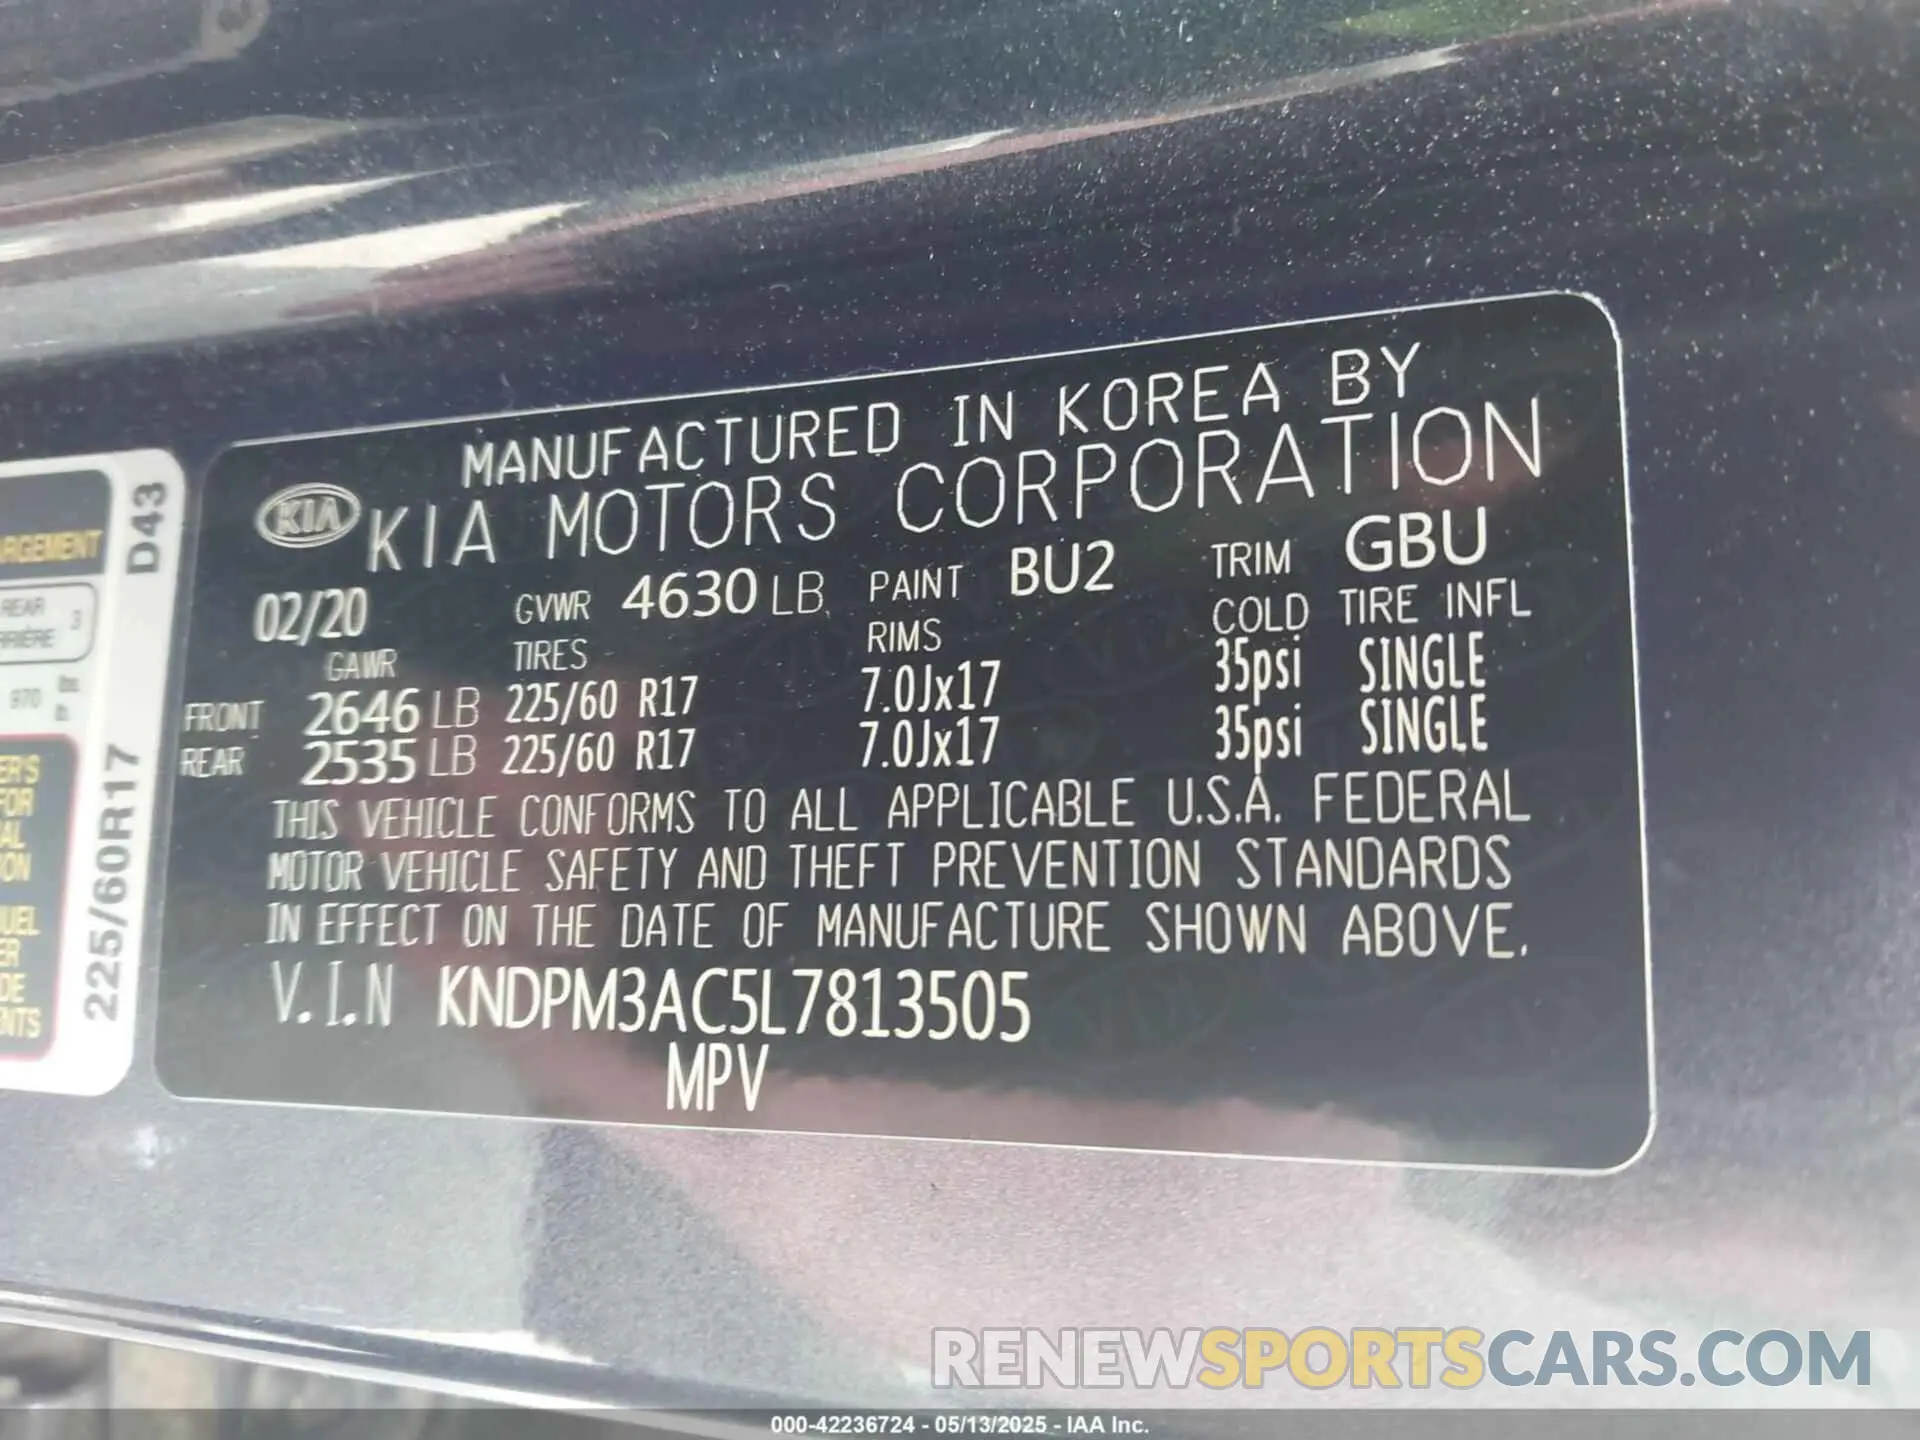 MANUFACTURED IN KOREA BY
KIA KIA MOTORS CORPORATION
02/20 GVWR 4630 LB PAINT BU2 TRIM GBU
GAWR TIRES RIMS COLD TIRE INFL
FRONT 2646 LB 225/60 R17 7.0Jx17 35psi SINGLE
REAR 2535 LB 225/60 R17 7.0Jx17 35psi SINGLE
THIS VEHICLE CONFORMS TO ALL APPLICABLE U.S.A. FEDERAL
MOTOR VEHICLE SAFETY AND THEFT PREVENTION STANDARDS
IN EFFECT ON THE DATE OF MANUFACTURE SHOWN ABOVE.
V.I.N KNDPM3AC5L7813505
MPV
D43
225/60R17
REAR
3
970 lbs.
RENEWSPORTSCARS.COM
000-42236724 - 05/13/2025 - IAA Inc.